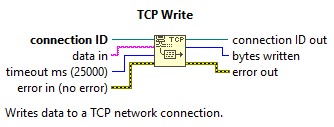 TCP Write
connection ID
data in
timeout ms (25000)
error in (no error)
TCP
connection ID out
bytes written
error out
Writes data to a TCP network connection.